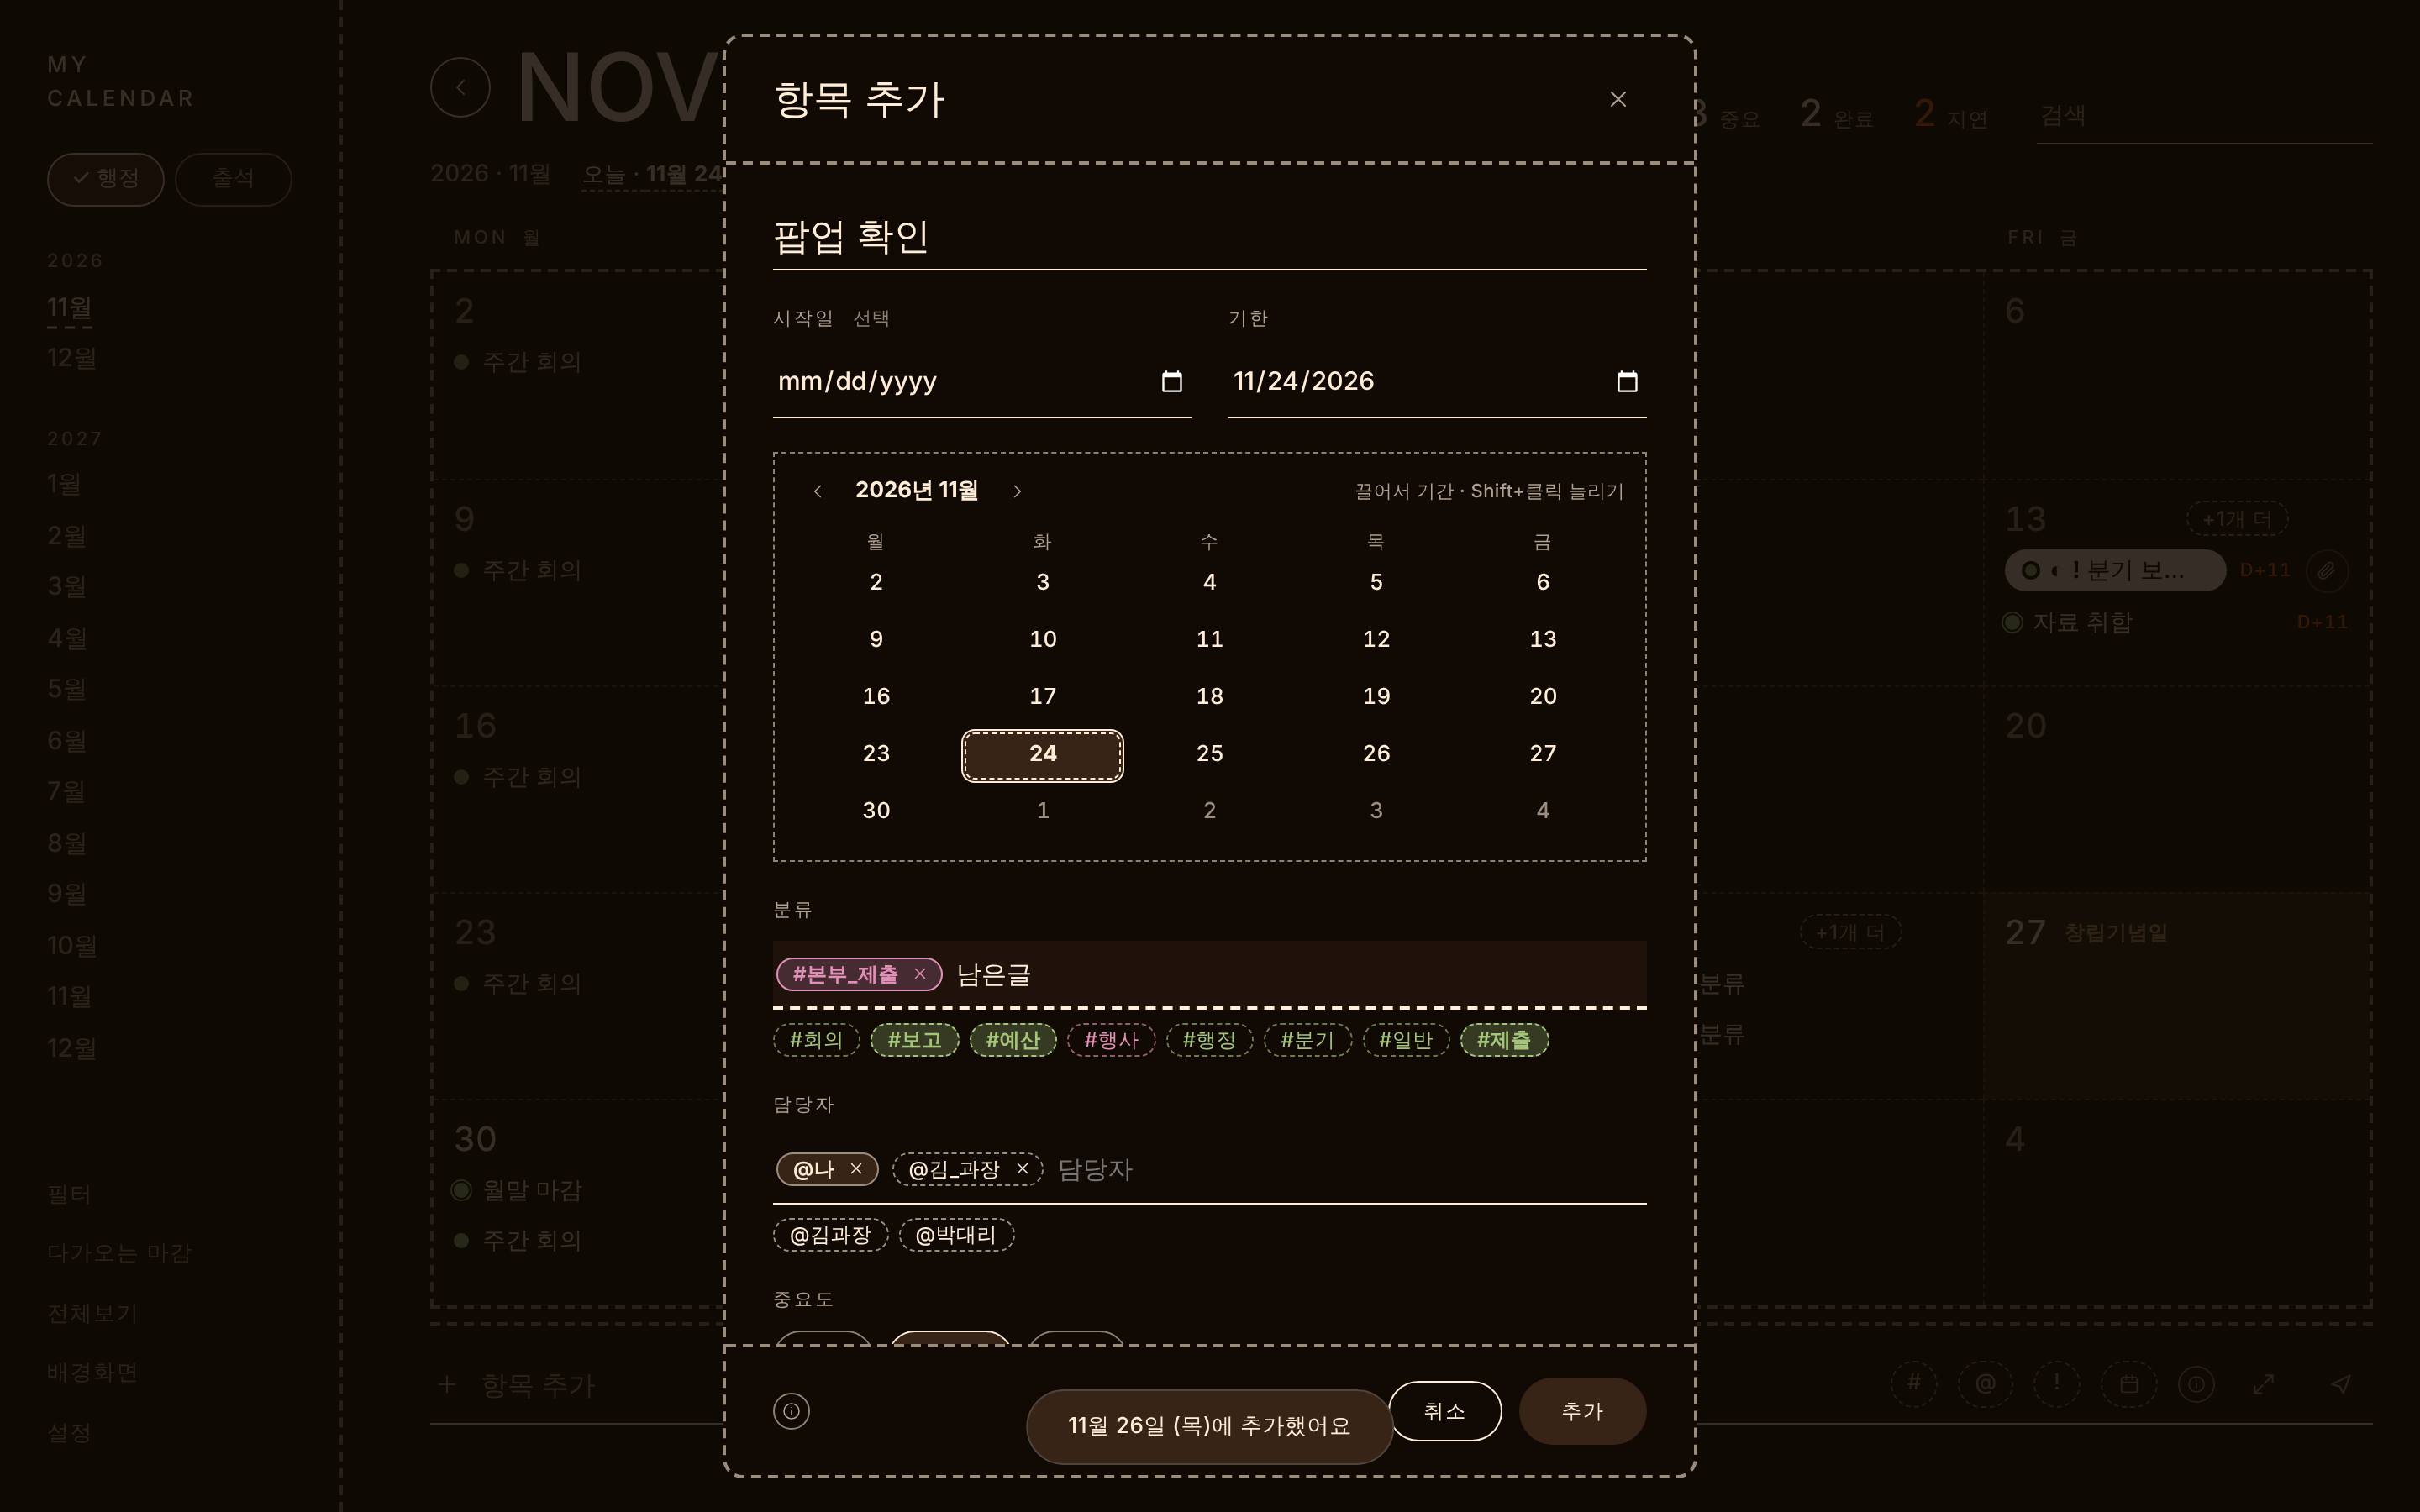 MY
CALENDAR
행정
출석
2026
11월
12월
2027
1월
2월
3월
4월
5월
6월
7월
8월
9월
10월
11월
12월
필터
다가오는 마감
전체보기
배경화면
설정
NOV
2026 · 11월 오늘 · 11월 24
중요 2 완료 2 지연 검색
MON 월
FRI 금
2
주간 회의
9
주간 회의
16
주간 회의
23
주간 회의
30
월말 마감
주간 회의
+ 항목 추가
항목 추가
팝업 확인
시작일 선택 기한
mm/dd/yyyy 11/24/2026
2026년 11월 끌어서 기간 · Shift+클릭 늘리기
월 화 수 목 금
2 3 4 5 6
9 10 11 12 13
16 17 18 19 20
23 24 25 26 27
30 1 2 3 4
분류
#본부_제출 남은글
#회의 #보고 #예산 #행사 #행정 #분기 #일반 #제출
담당자
@나 @김_과장 담당자
@김과장 @박대리
중요도
11월 26일 (목)에 추가했어요
취소 추가
6
13 +1개 더
! 분기 보... D+11
자료 취합 D+11
20
+1개 더
분류
분류
27 창립기념일
4
# @ !